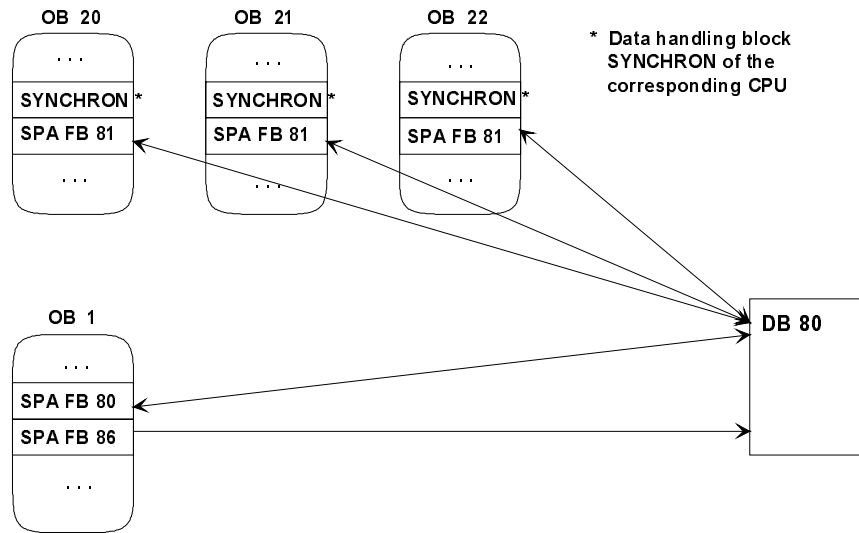 OB 20
OB 21
OB 22
* Data handling block
SYNCHRON of the
corresponding CPU
. . .
. . .
. . .
SYNCHRON *
SYNCHRON *
SYNCHRON *
SPA FB 81
SPA FB 81
SPA FB 81
. . .
. . .
. . .
OB 1
DB 80
. . .
SPA FB 80
SPA FB 86
. . .